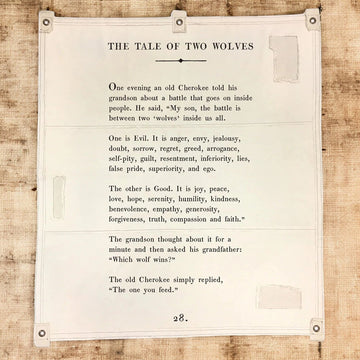 THE TALE OF TWO WOLVES
One evening an old Cherokee told his
grandson about a battle that goes on inside
people. He said, "My son, the battle is
between two 'wolves' inside us all.
One is Evil. It is anger, envy, jealousy,
doubt, sorrow, regret, greed, arrogance,
self-pity, guilt, resentment, inferiority, lies,
false pride, superiority, and ego.
The other is Good. It is joy, peace,
love, hope, serenity, humility, kindness,
benevolence, empathy, generosity,
forgiveness, truth, compassion and faith."
The grandson thought about it for a
minute and then asked his grandfather:
"Which wolf wins?"
The old Cherokee simply replied,
"The one you feed."
28.